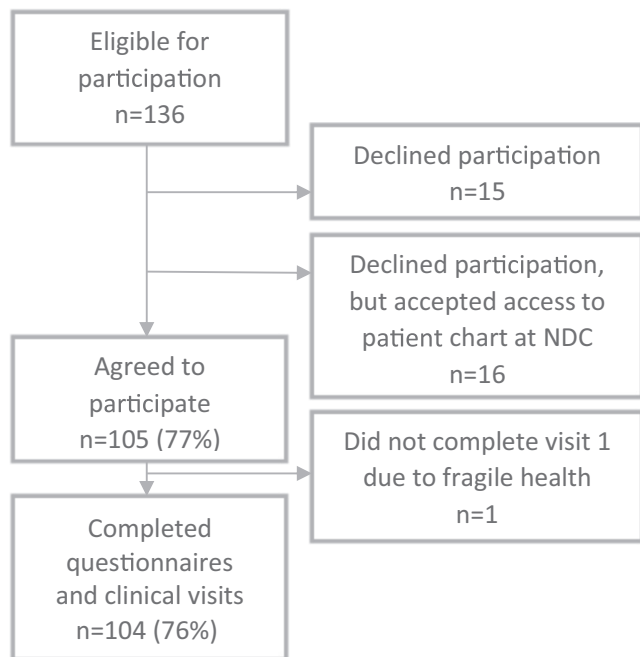 Eligible for
participation
n=136
Declined participation
n=15
Declined participation,
but accepted access to
patient chart at NDC
n=16
Agreed to
participate
n=105 (77%)
Did not complete visit 1
due to fragile health
n=1
Completed
questionnaires
and clinical visits
n=104 (76%)